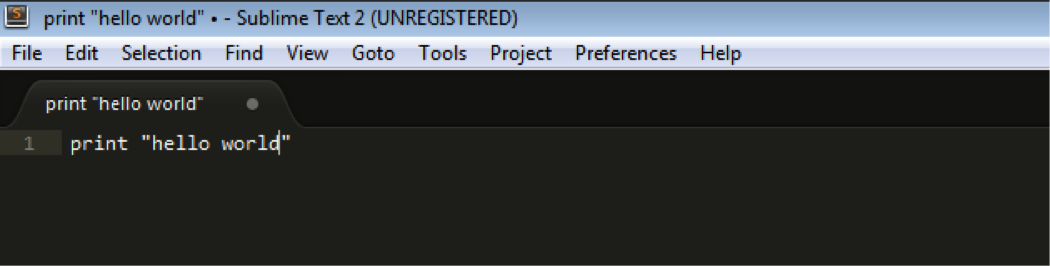 print "hello world" • - Sublime Text 2 (UNREGISTERED)
File Edit Selection Find View Goto Tools Project Preferences Help
print "hello world"
1 print "hello world"